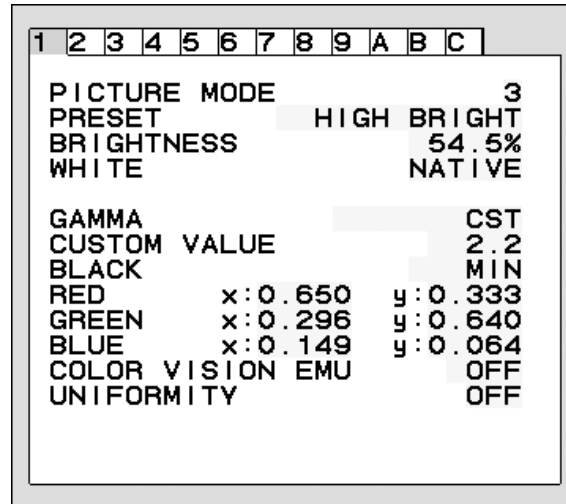 1 2 3 4 5 6 7 8 9 A B C
PICTURE MODE 3
PRESET HIGH BRIGHT
BRIGHTNESS 54.5%
WHITE NATIVE
GAMMA CST
CUSTOM VALUE 2.2
BLACK MIN
RED x:0.650 y:0.333
GREEN x:0.296 y:0.640
BLUE x:0.149 y:0.064
COLOR VISION EMU OFF
UNIFORMITY OFF